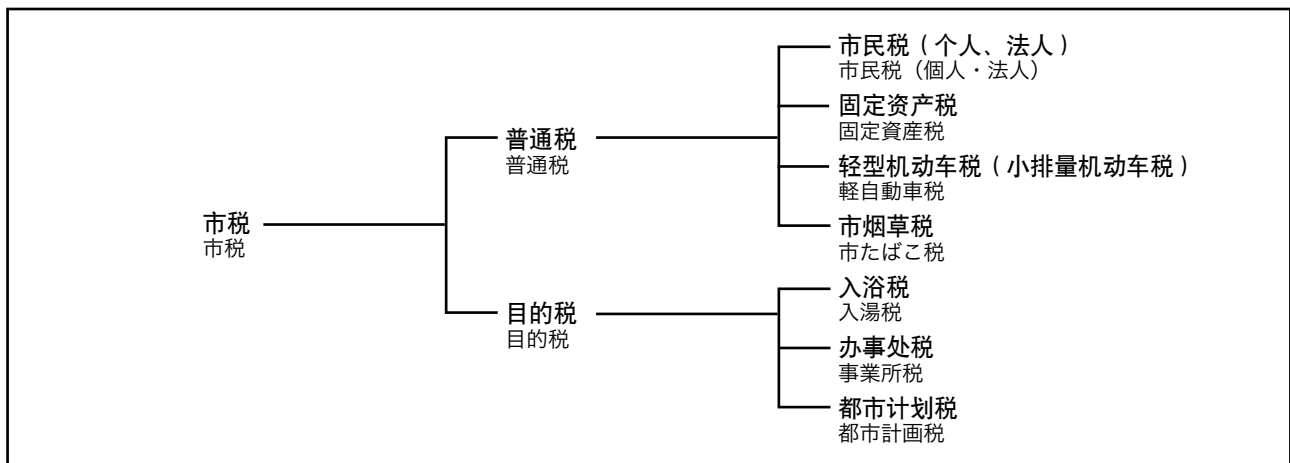 市税
市税
普通税
普通税
市民税（个人、法人）
市民税（個人・法人）
固定资产税
固定資産税
轻型机动车税（小排量机动车税）
軽自動車税
市烟草税
市たばこ税
目的税
目的税
入浴税
入湯税
办事处税
事業所税
都市计划税
都市計画税